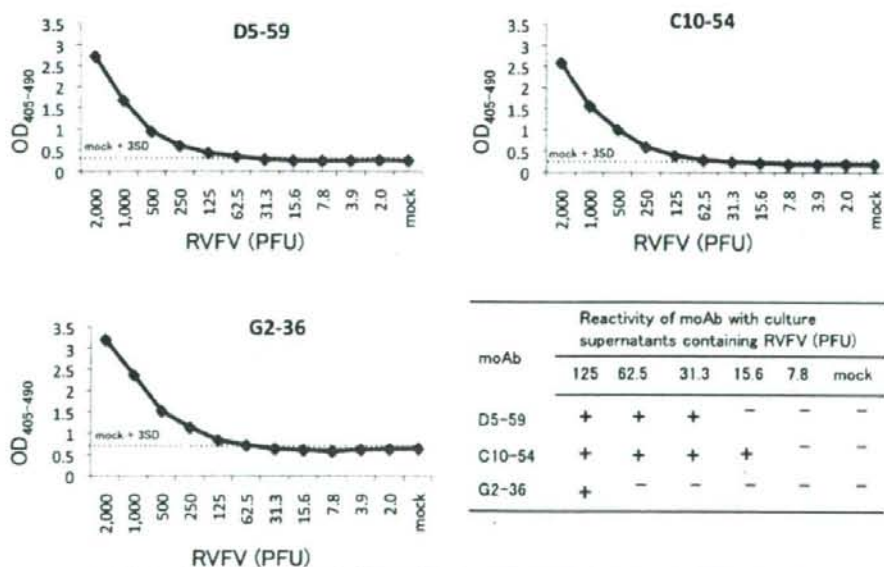 D5-59
3.5
3
2.5
2
1.5
1
0.5
0
OD405-490
mock + 3SD
2,000 1,000 500 250 125 62.5 31.3 15.6 7.8 3.9 2.0 mock
RVFV (PFU)
C10-54
3.5
3
2.5
2
1.5
1
0.5
0
OD405-490
mock + 3SD
2,000 1,000 500 250 125 62.5 31.3 15.6 7.8 3.9 2.0 mock
RVFV (PFU)
G2-36
3.5
3
2.5
2
1.5
1
0.5
0
OD405-490
mock + 3SD
2,000 1,000 500 250 125 62.5 31.3 15.6 7.8 3.9 2.0 mock
RVFV (PFU)
Reactivity of moAb with culture
supernatants containing RVFV (PFU)
moAb
125 62.5 31.3 15.6 7.8 mock
D5-59 + + + - - -
C10-54 + + + + - -
G2-36 + - - - - -